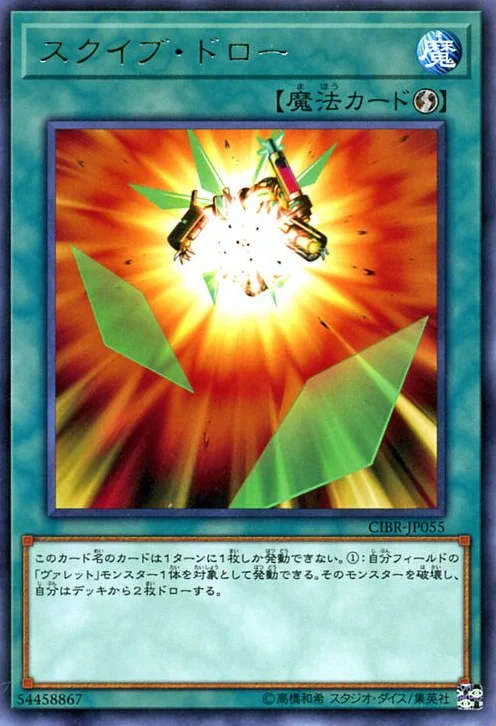 スクイブ・ドロー
魔
【魔法カード】
CIBR-JP055
このカード名のカードは1ターンに1枚しか発動できない。①:自分フィールドの
「ヴァレット」モンスター1体を対象として発動できる。そのモンスターを破壊し、
自分はデッキから2枚ドローする。
54458867
©高橋和希 スタジオ・ダイス/集英社